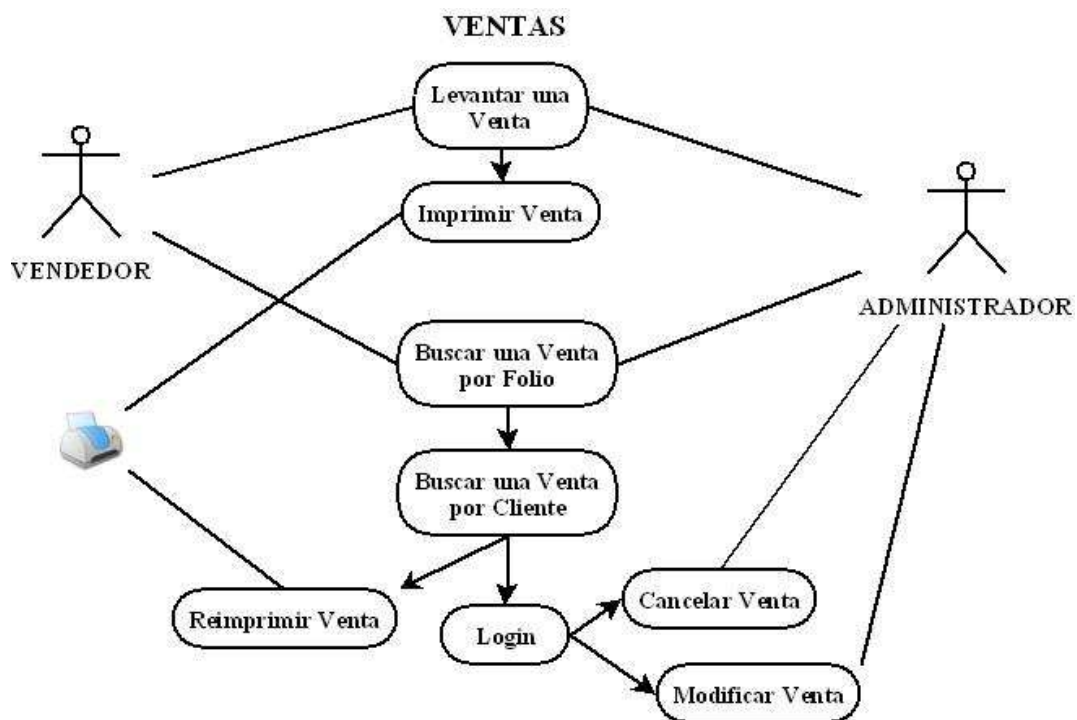 VENTAS
Levantar una
Venta
Imprimir Venta
VENDEDOR
ADMINISTRADOR
Buscar una Venta
por Folio
Buscar una Venta
por Cliente
Reimprimir Venta
Login
Cancelar Venta
Modificar Venta